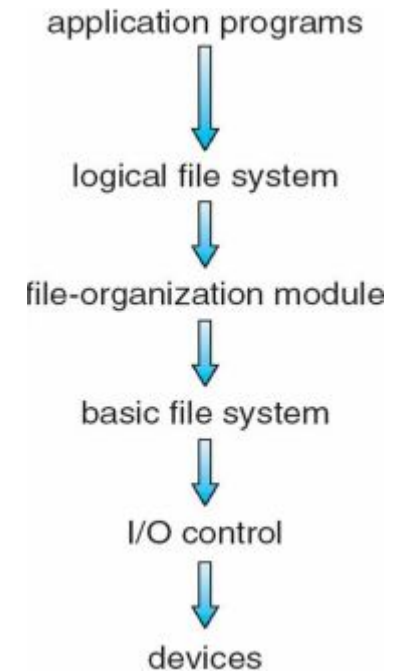 application programs
logical file system
file-organization module
basic file system
I/O control
devices